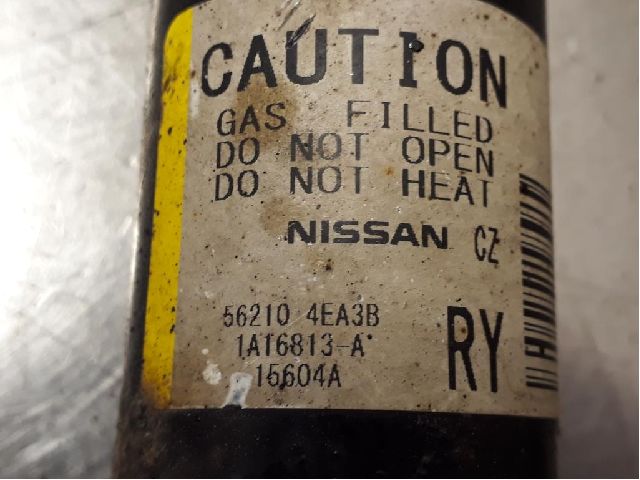 CAUTION
GAS FILLED
DO NOT OPEN
DO NOT HEAT
NISSAN CZ
56210 4EA3B
1AT6813-A
15604A
RY